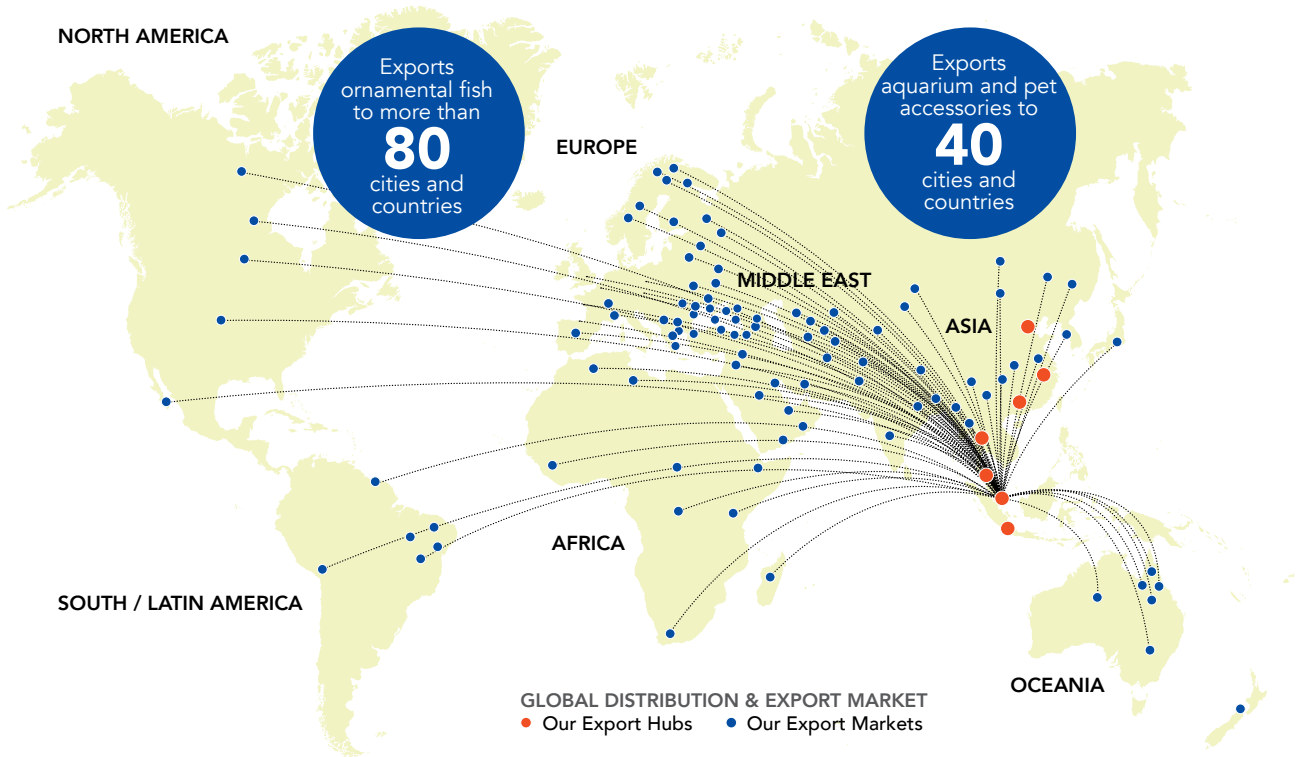 NORTH AMERICA
Exports
ornamental fish
to more than
80
cities and
countries
Exports
aquarium and pet
accessories to
40
cities and
countries
EUROPE
MIDDLE EAST
ASIA
AFRICA
SOUTH / LATIN AMERICA
OCEANIA
GLOBAL DISTRIBUTION & EXPORT MARKET
Our Export Hubs
Our Export Markets